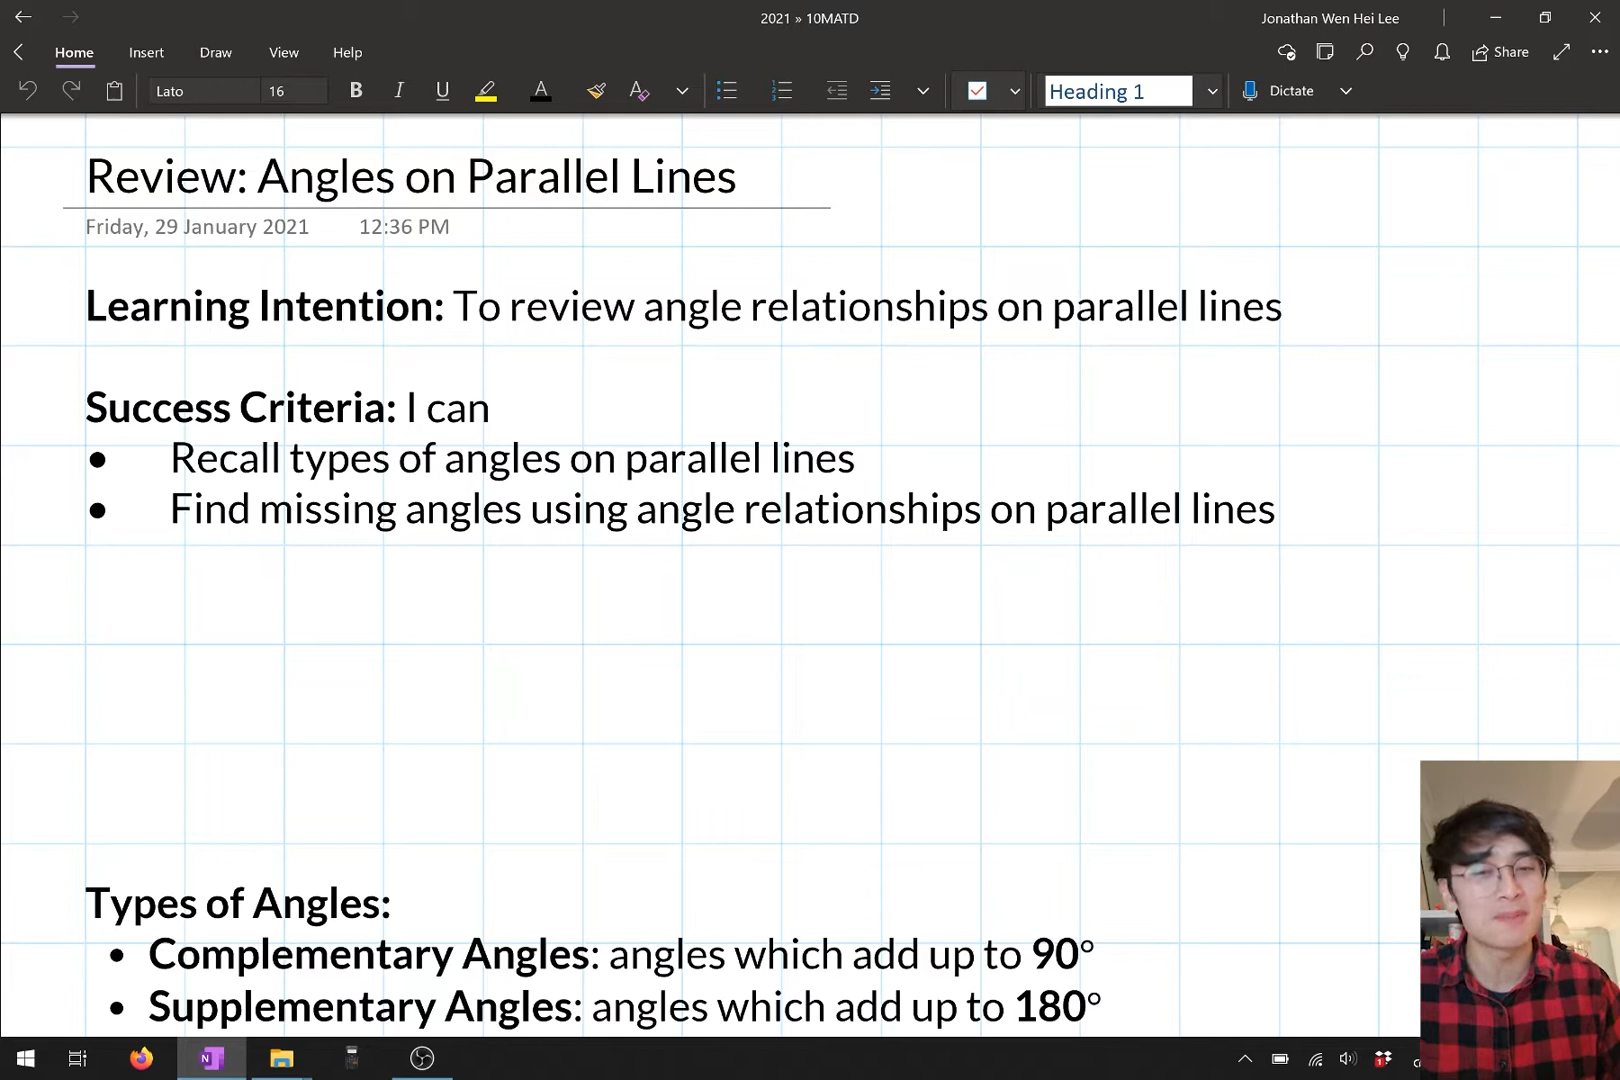 2021 » 10MATD
Jonathan Wen Hei Lee
Home Insert Draw View Help
Share
Lato 16 B I U A Heading 1 Dictate
Review: Angles on Parallel Lines
Friday, 29 January 2021 12:36 PM
Learning Intention: To review angle relationships on parallel lines
Success Criteria: I can
• Recall types of angles on parallel lines
• Find missing angles using angle relationships on parallel lines
Types of Angles:
• Complementary Angles: angles which add up to 90°
• Supplementary Angles: angles which add up to 180°